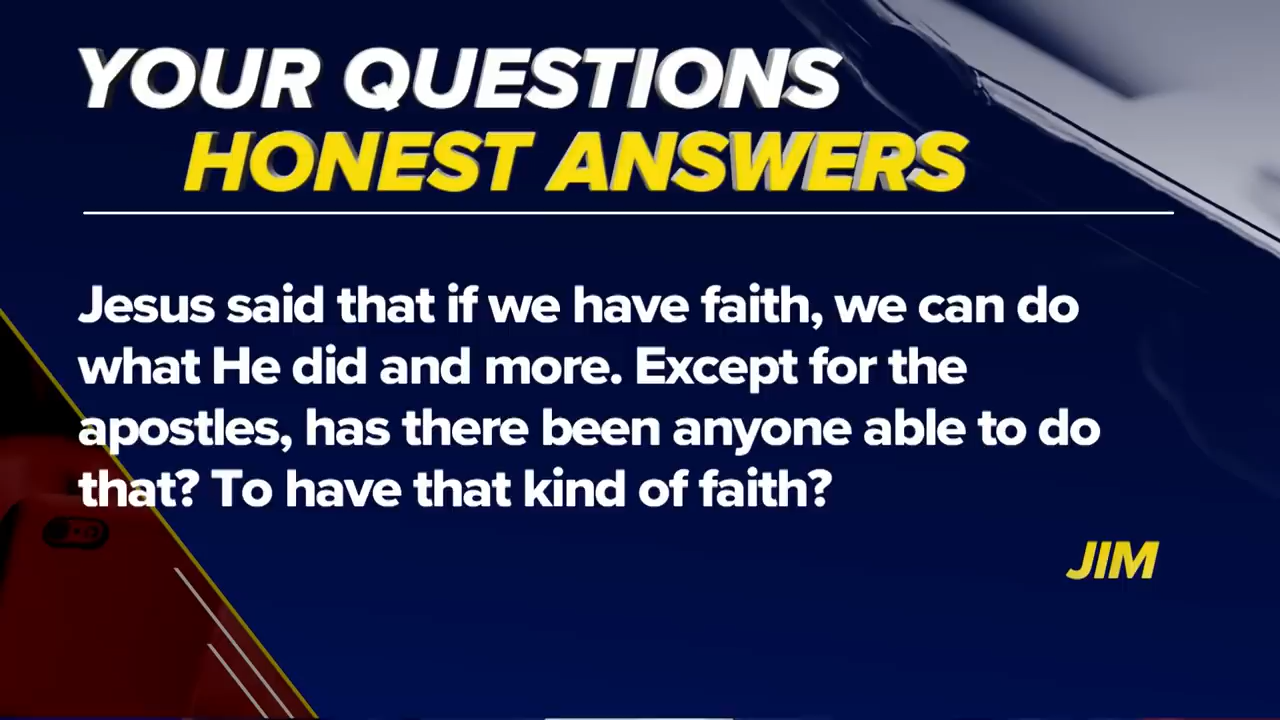 YOUR QUESTIONS
HONEST ANSWERS
Jesus said that if we have faith, we can do
what He did and more. Except for the
apostles, has there been anyone able to do
that? To have that kind of faith?
JIM